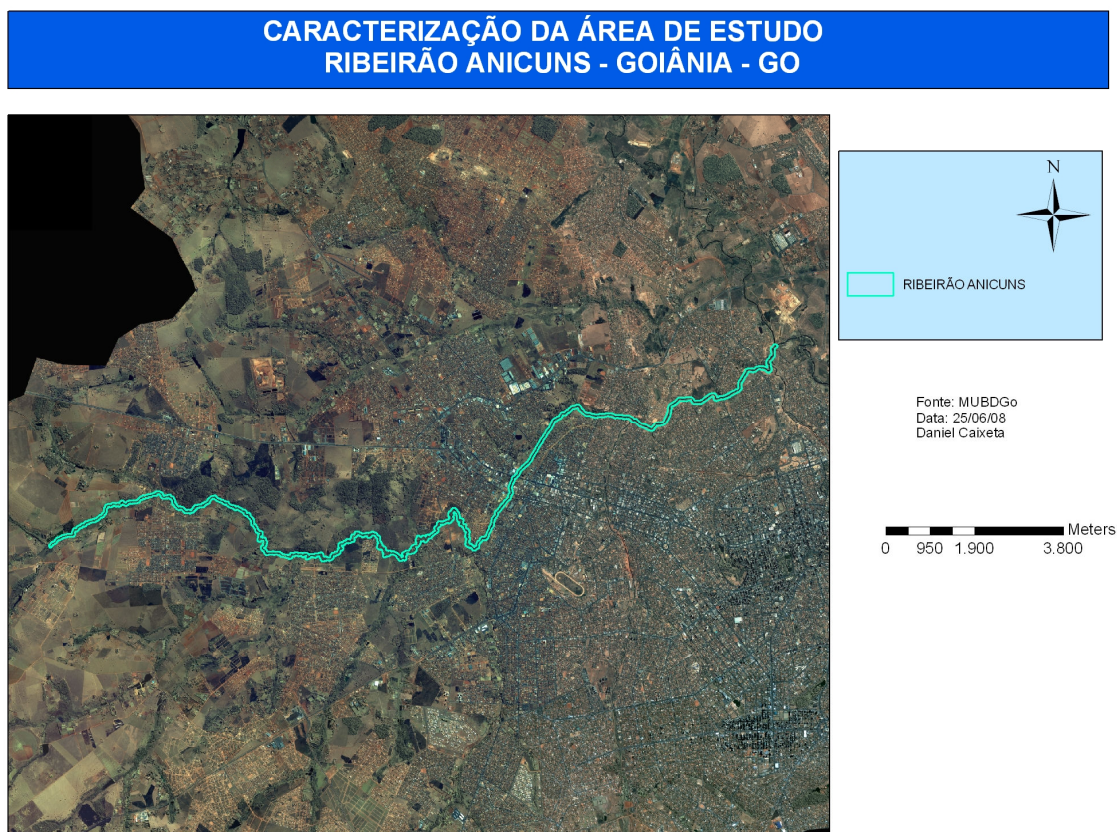 CARACTERIZAÇÃO DA ÁREA DE ESTUDO
RIBEIRÃO ANICUNS - GOIÂNIA - GO
N
RIBEIRÃO ANICUNS
Fonte: MUBDGo
Data: 25/06/08
Daniel Caixeta
Meters
0 950 1.900 3.800